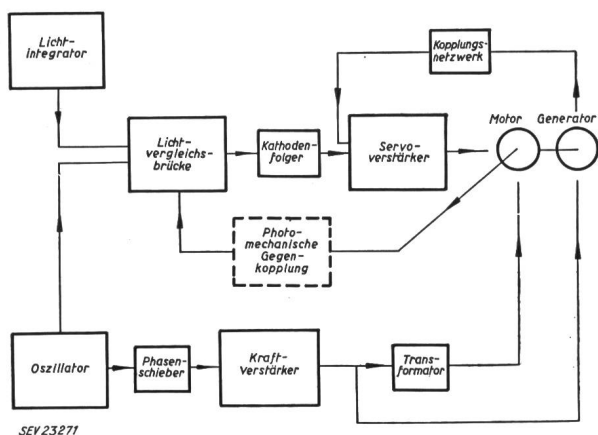 Licht-
integrator
Kopplungs-
netzwerk
Motor Generator
Licht-
vergleichs-
brücke
Kathoden-
folger
Servo-
verstärker
Photo-
mechanische
Gegen-
kopplung
Oszillator
Phasen-
schieber
Kraft-
verstärker
Trans-
formator
SEV 23271